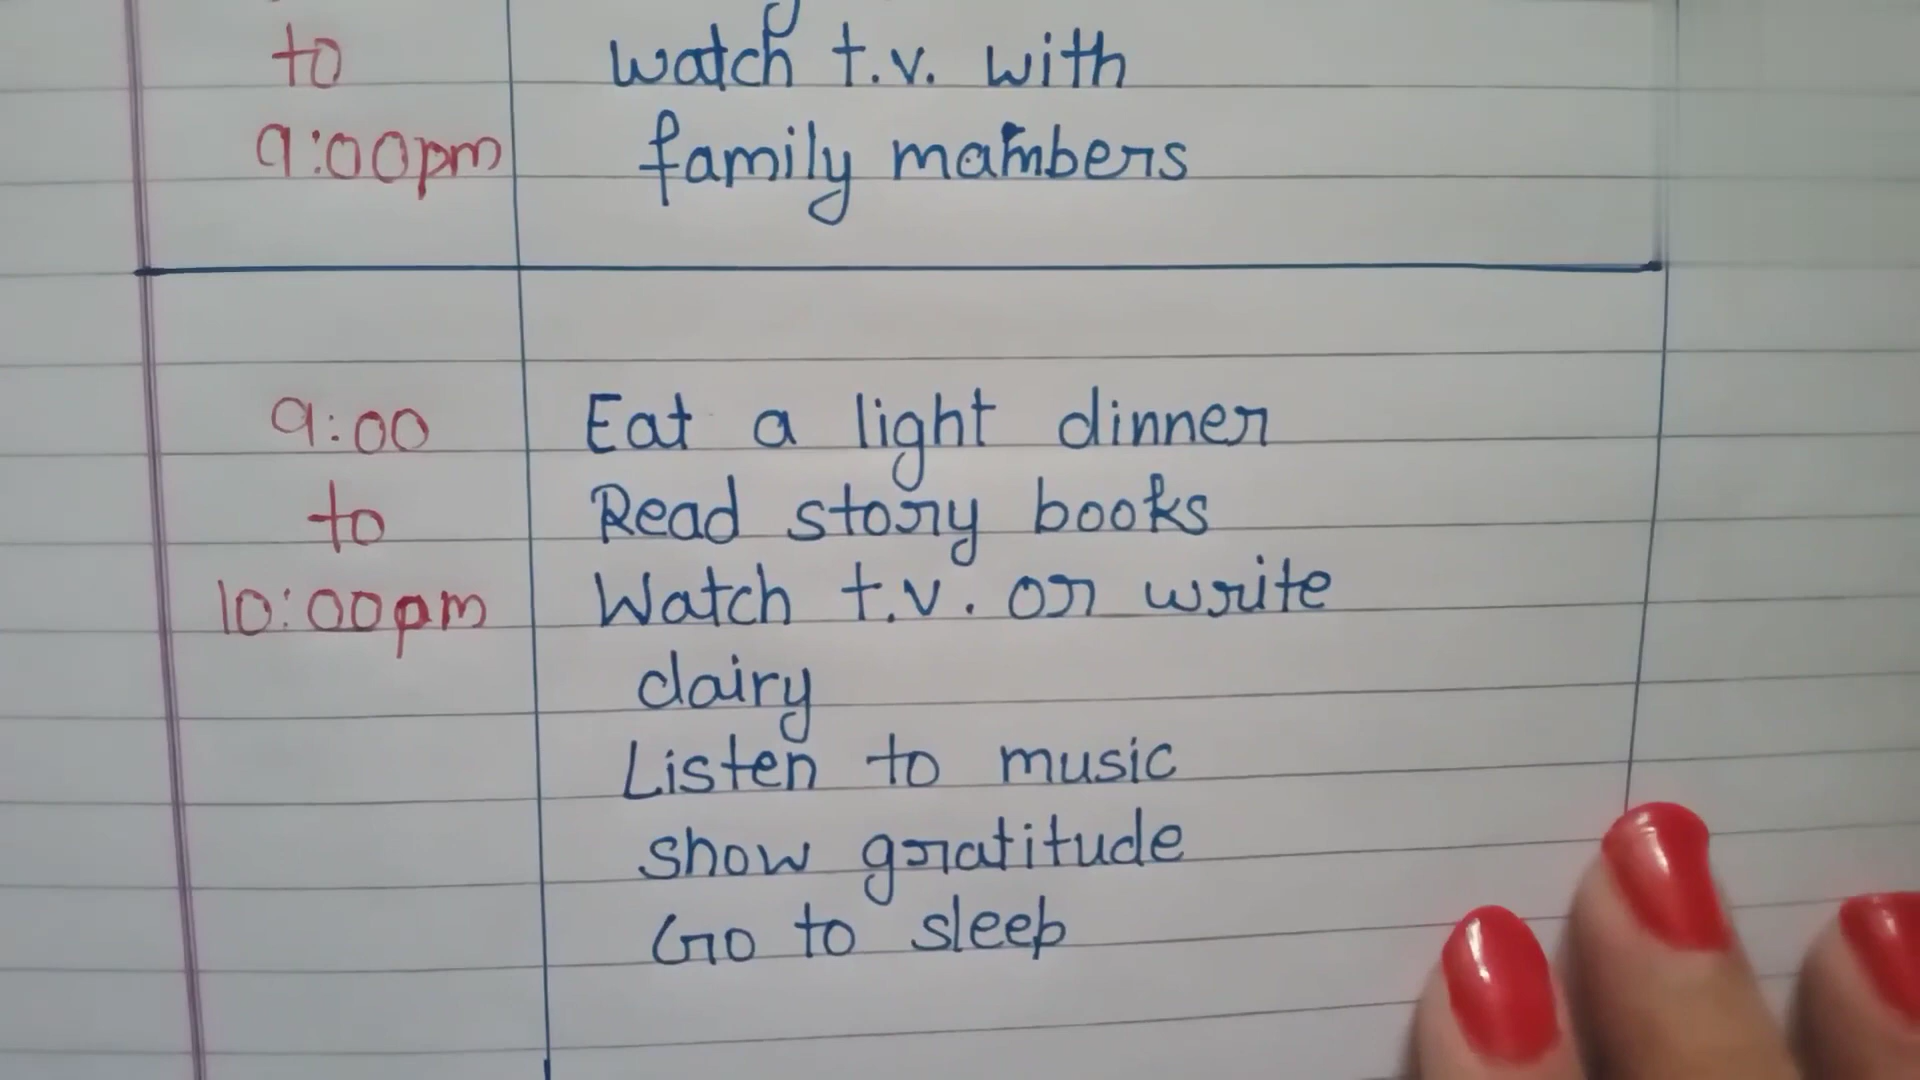 to watch t.v. with
9:00pm family mambers
9:00 Eat a light dinner
to Read story books
10:00pm Watch t.v. or write
dairy
Listen to music
show gratitude
Go to sleep